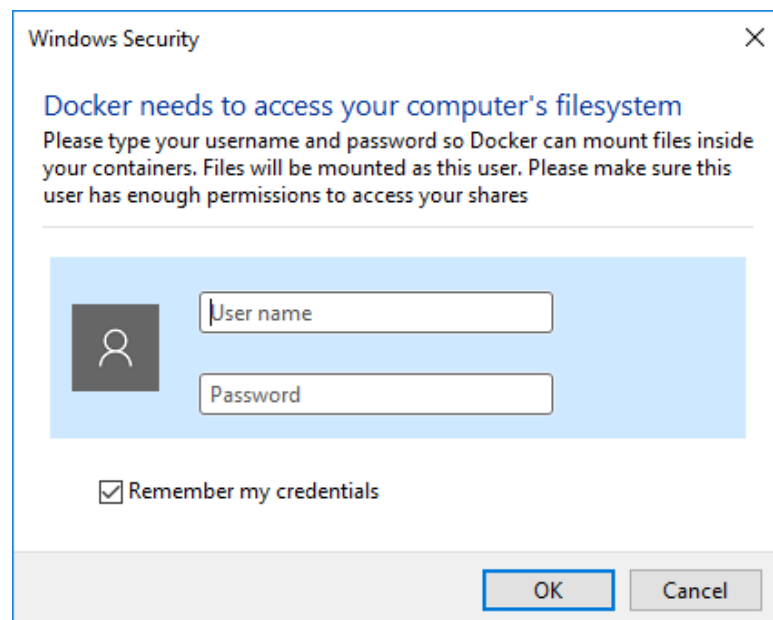 Windows Security
Docker needs to access your computer's filesystem
Please type your username and password so Docker can mount files inside
your containers. Files will be mounted as this user. Please make sure this
user has enough permissions to access your shares
User name
Password
Remember my credentials
OK Cancel